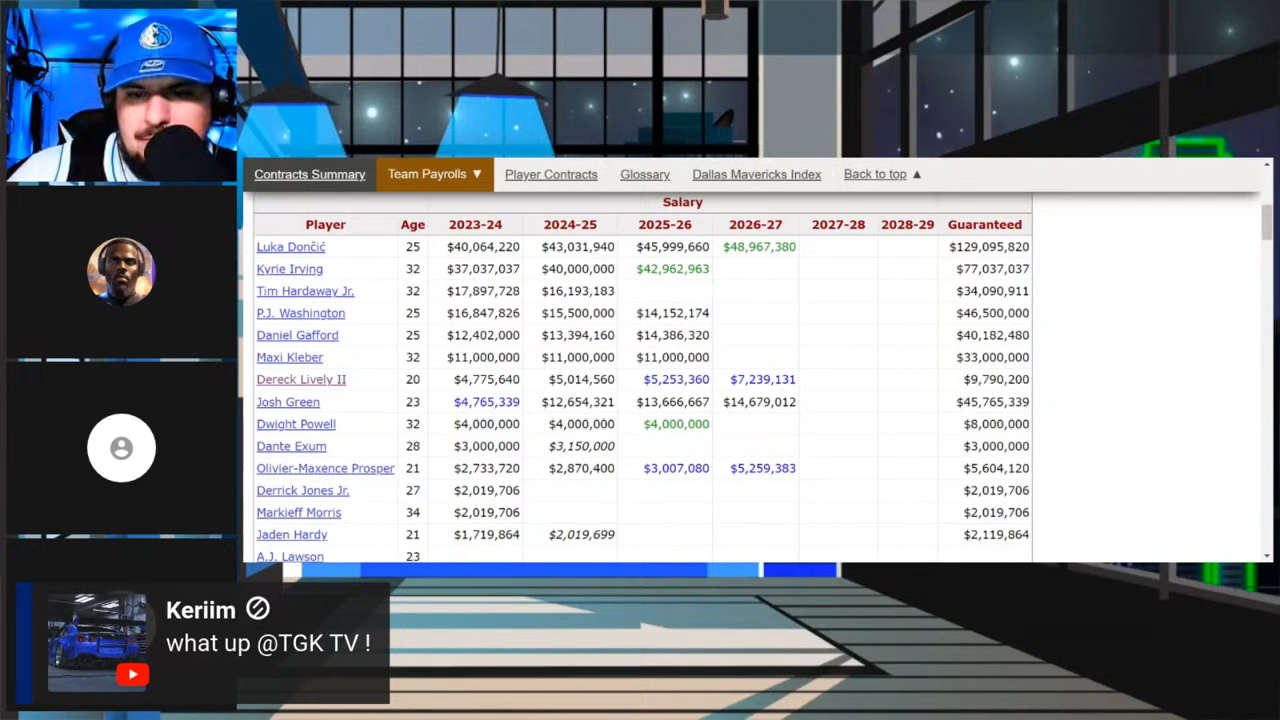 Contracts Summary Team Payrolls ▼ Player Contracts Glossary Dallas Mavericks Index Back to top ▲
Salary
Player Age 2023-24 2024-25 2025-26 2026-27 2027-28 2028-29 Guaranteed
Luka Dončić 25 $40,064,220 $43,031,940 $45,999,660 $48,967,380 $129,095,820
Kyrie Irving 32 $37,037,037 $40,000,000 $42,962,963 $77,037,037
Tim Hardaway Jr. 32 $17,897,728 $16,193,183 $34,090,911
P.J. Washington 25 $16,847,826 $15,500,000 $14,152,174 $46,500,000
Daniel Gafford 25 $12,402,000 $13,394,160 $14,386,320 $40,182,480
Maxi Kleber 32 $11,000,000 $11,000,000 $11,000,000 $33,000,000
Dereck Lively II 20 $4,775,640 $5,014,560 $5,253,360 $7,239,131 $9,790,200
Josh Green 23 $4,765,339 $12,654,321 $13,666,667 $14,679,012 $45,765,339
Dwight Powell 32 $4,000,000 $4,000,000 $4,000,000 $8,000,000
Dante Exum 28 $3,000,000 $3,150,000 $3,000,000
Olivier-Maxence Prosper 21 $2,733,720 $2,870,400 $3,007,080 $5,259,383 $5,604,120
Derrick Jones Jr. 27 $2,019,706 $2,019,706
Markieff Morris 34 $2,019,706 $2,019,706
Jaden Hardy 21 $1,719,864 $2,019,699 $2,119,864
A.J. Lawson 23
Keriim
what up @TGK TV !